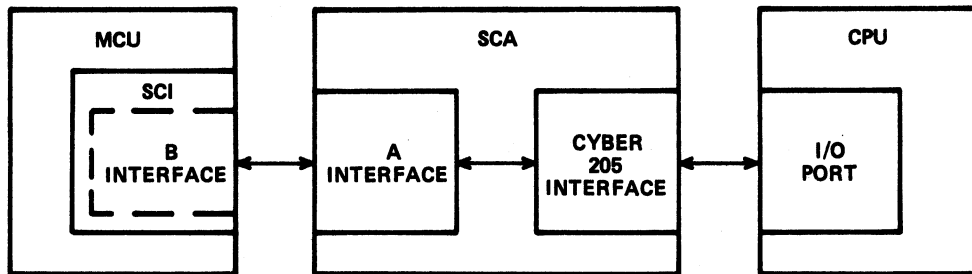 MCU
SCI
B
INTERFACE
SCA
A
INTERFACE
CYBER
205
INTERFACE
CPU
I/O
PORT